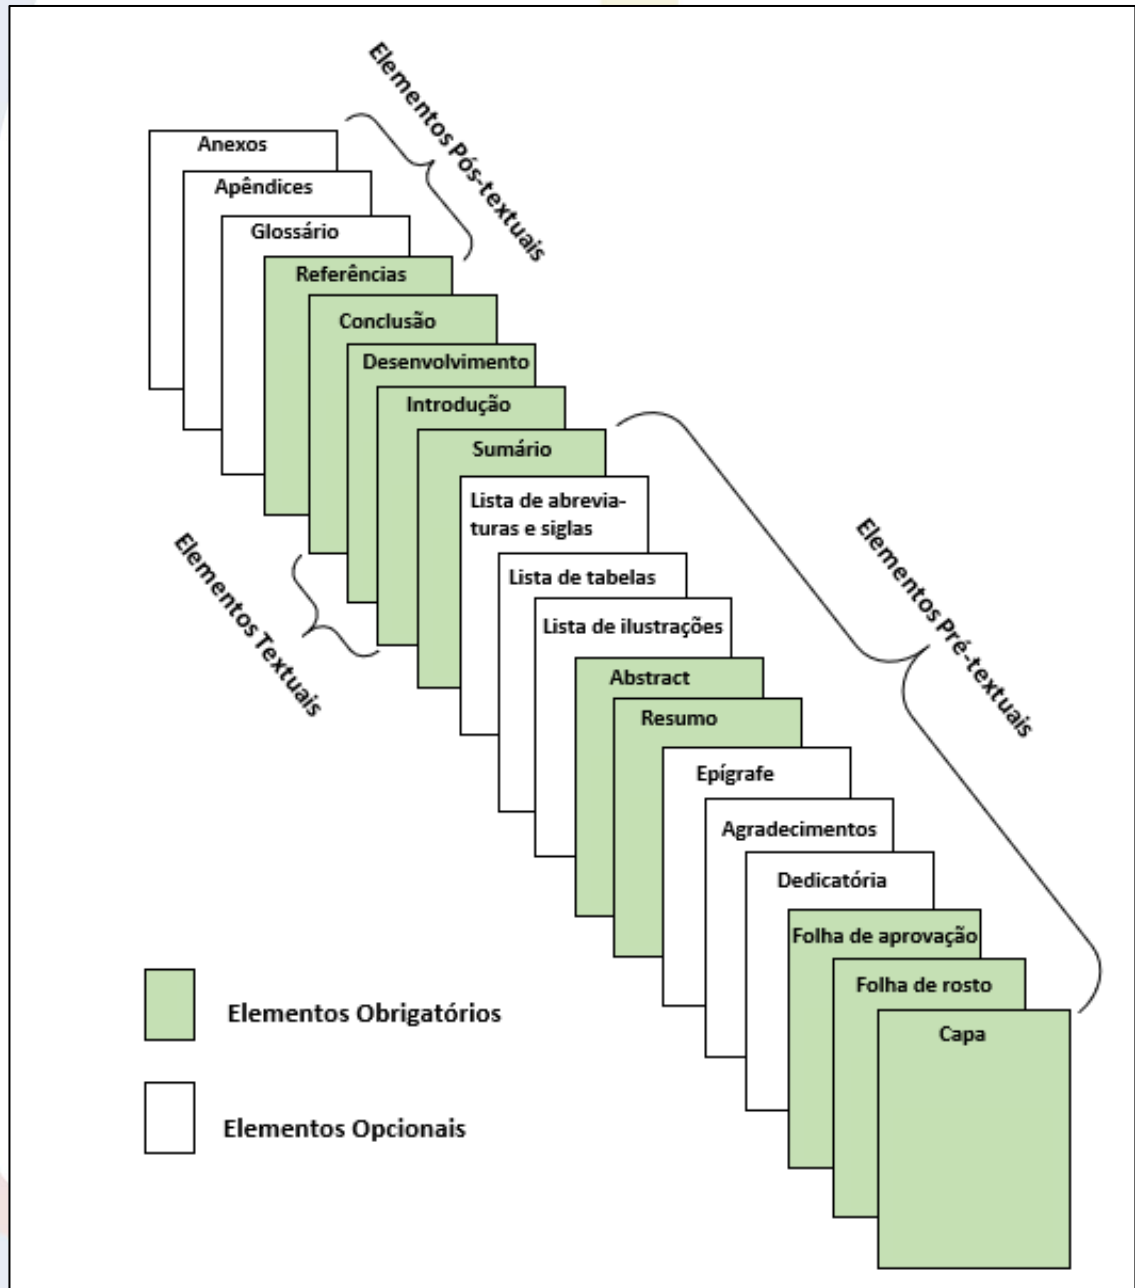 Elementos Pós-textuais
Anexos
Apêndices
Glossário
Referências
Conclusão
Desenvolvimento
Introdução
Sumário
Lista de abrevia-
turas e siglas
Lista de tabelas
Lista de ilustrações
Abstract
Resumo
Epígrafe
Agradecimentos
Dedicatória
Folha de aprovação
Folha de rosto
Capa
Elementos Textuais
Elementos Pré-textuais
Elementos Obrigatórios
Elementos Opcionais